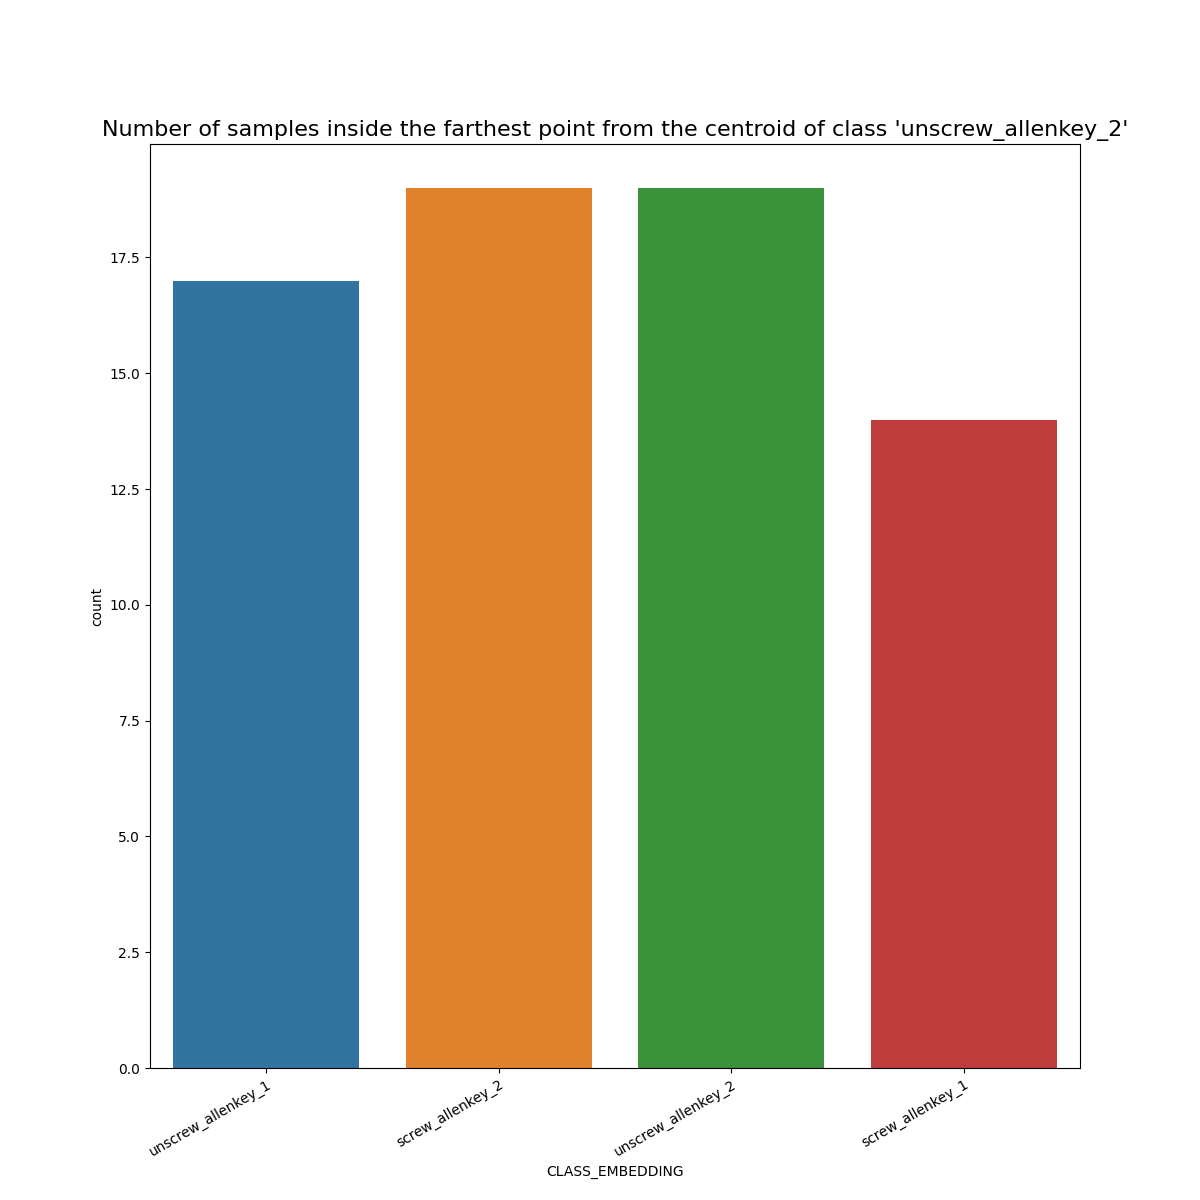 Number of samples inside the farthest point from the centroid of class 'unscrew_allenkey_2'
17.5
15.0
12.5
10.0
7.5
5.0
2.5
0.0
count
unscrew_allenkey_1
screw_allenkey_2
unscrew_allenkey_2
screw_allenkey_1
CLASS_EMBEDDING